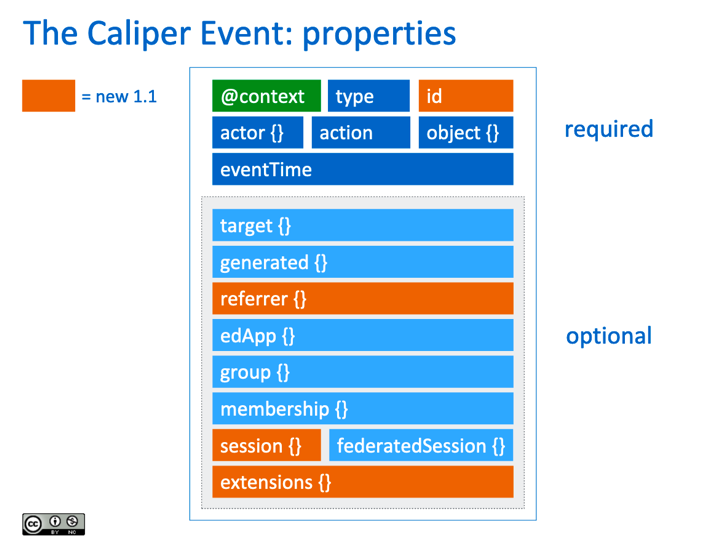 The Caliper Event: properties
= new 1.1
@context type id
actor {} action object {}
eventTime
required
target {}
generated {}
referrer {}
edApp {}
optional
group {}
membership {}
session {} federatedSession {}
extensions {}
cc
BY NC